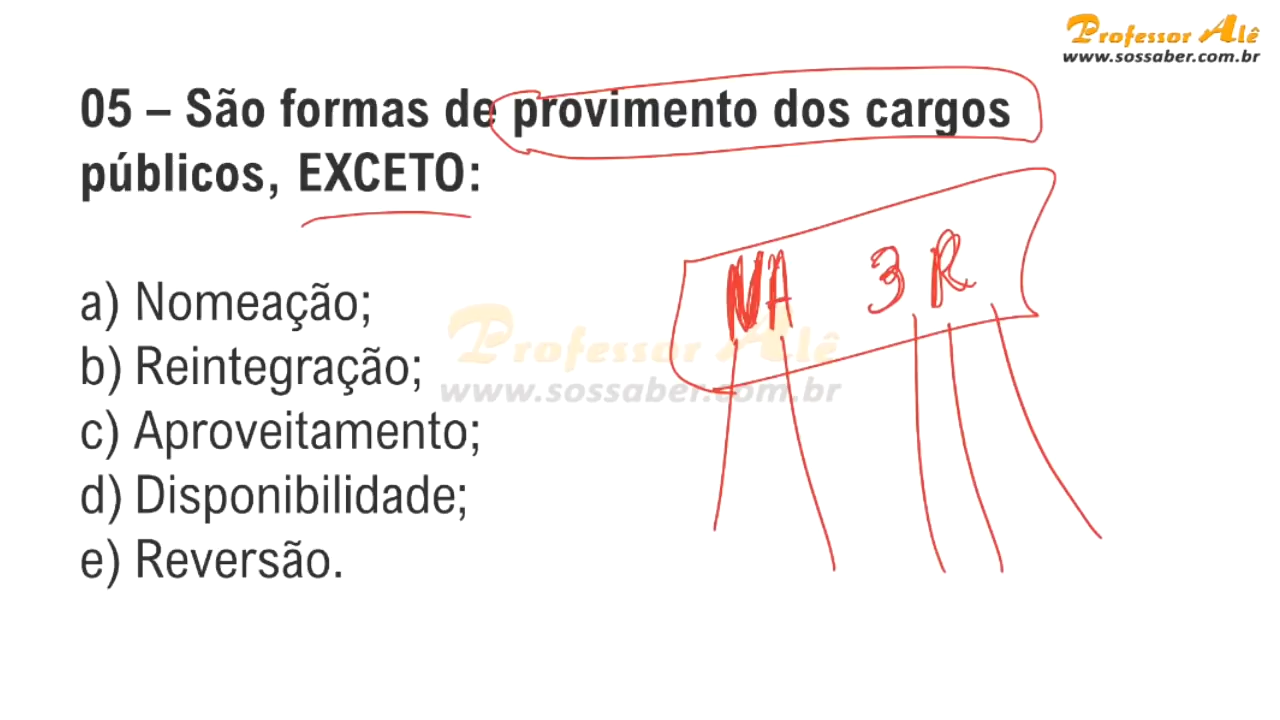 Professor Alê
www.sossaber.com.br
05 – São formas de provimento dos cargos
públicos, EXCETO:
NA 3R
a) Nomeação;
b) Reintegração;
Professor Alê
www.sossaber.com.br
c) Aproveitamento;
d) Disponibilidade;
e) Reversão.